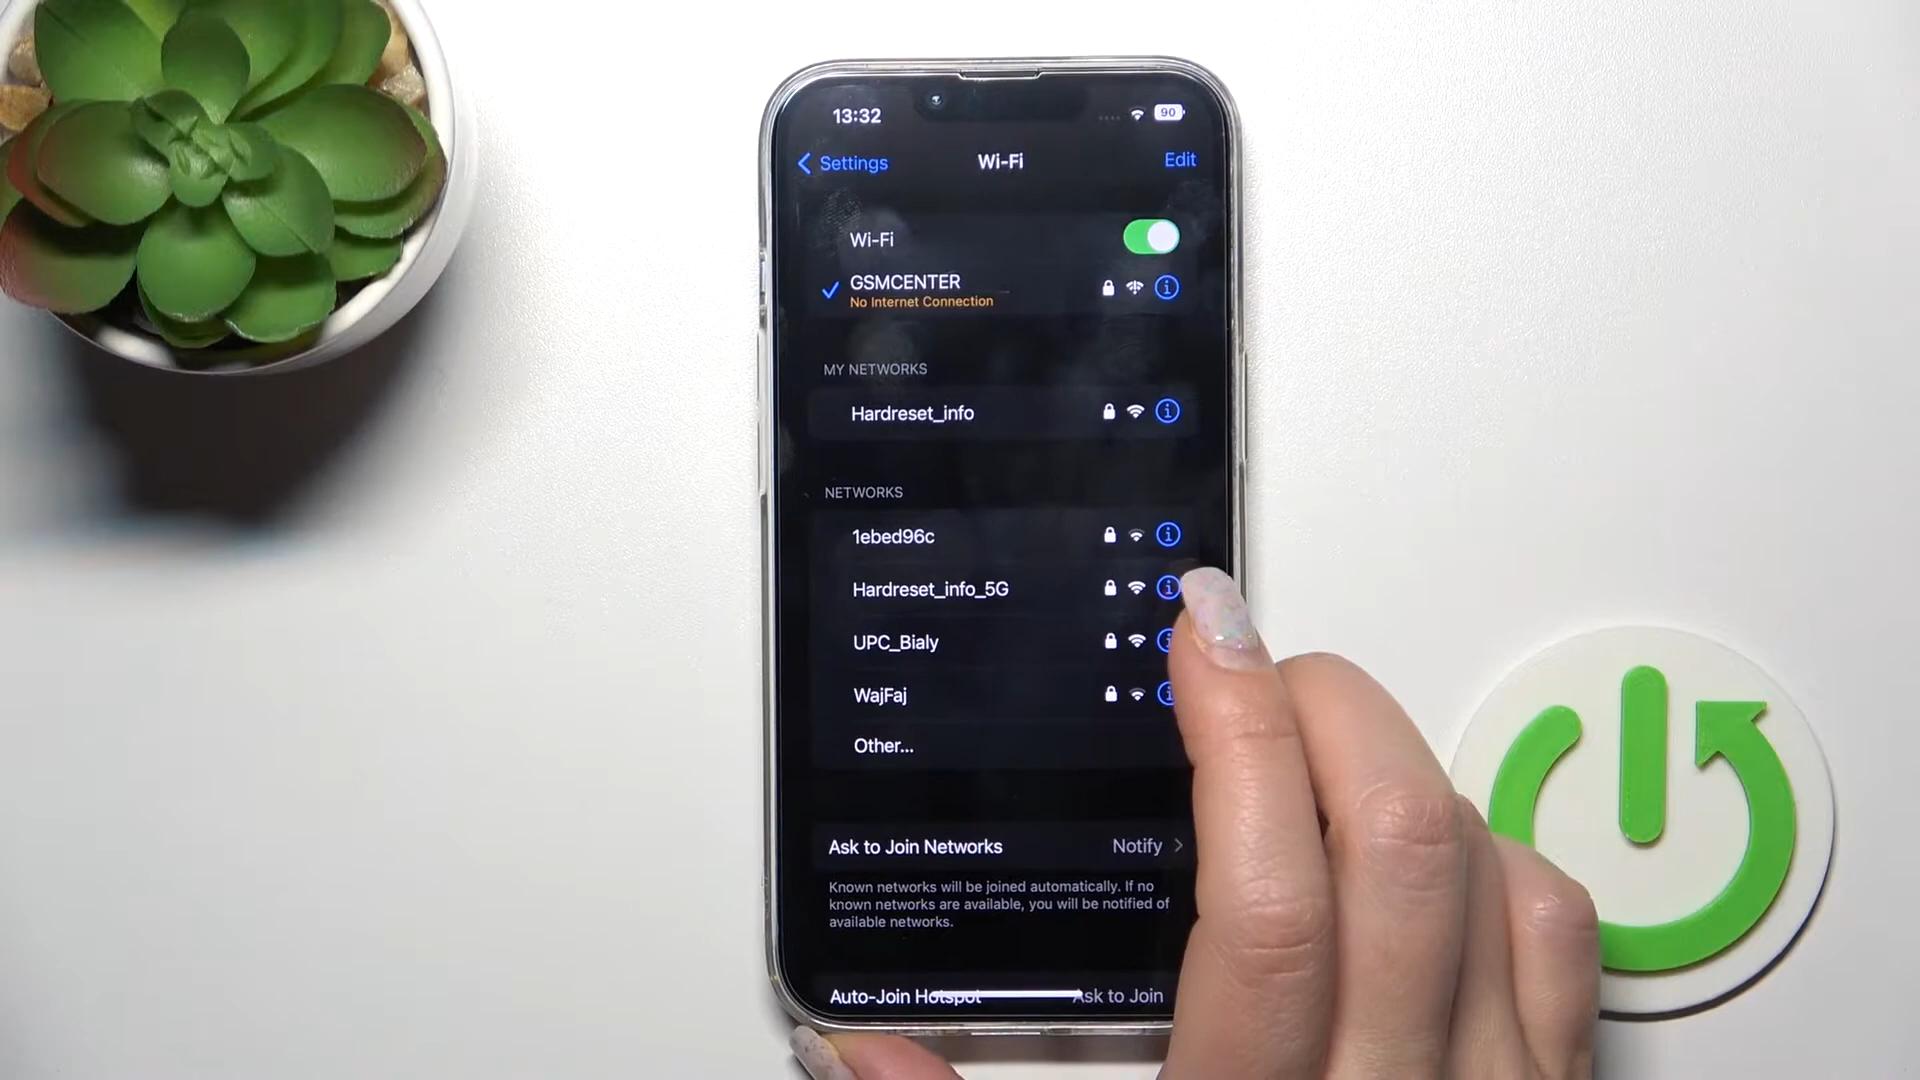 13:32
90
Settings
Wi-Fi
Edit
Wi-Fi
GSMCENTER
No Internet Connection
MY NETWORKS
Hardreset_info
NETWORKS
1ebed96c
Hardreset_info_5G
UPC_Bialy
WajFaj
Other...
Ask to Join Networks
Notify
Known networks will be joined automatically. If no
known networks are available, you will be notified of
available networks.
Auto-Join Hotspot
Ask to Join